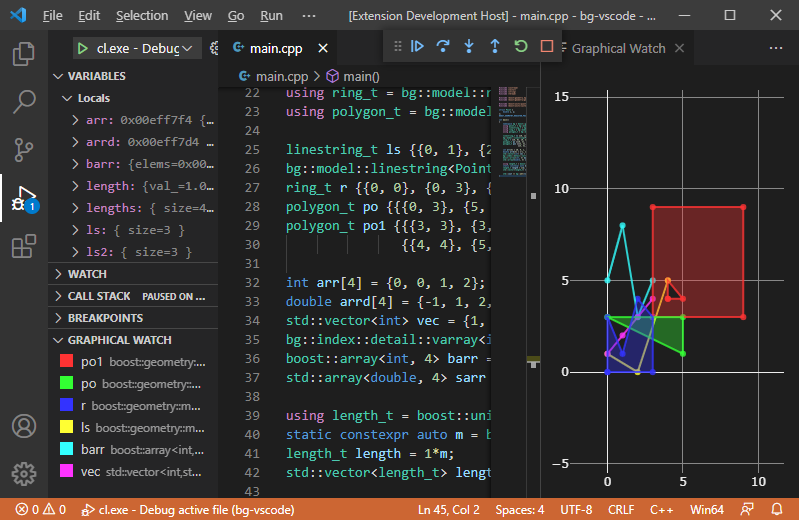 File Edit Selection View Go Run ··· [Extension Development Host] - main.cpp - bg-vscode - ...
cl.exe - Debug
VARIABLES
Locals
arr: 0x00eff7f4 {...
arrd: 0x00eff7d4 ...
barr: {elems=0x00...
length: {val_=1.0...
lengths: { size=4...
ls: { size=3 }
ls2: { size=3 }
WATCH
CALL STACK PAUSED ON ...
BREAKPOINTS
GRAPHICAL WATCH
po1 boost::geometry:...
po boost::geometry::...
r boost::geometry::m...
ls boost::geometry::m...
barr boost::array<int,...
vec std::vector<int,st...
1
main.cpp
main.cpp > main()
22 using ring_t = bg::model::r
23 using polygon_t = bg::model
24
25 linestring_t ls {{0, 1}, {2
26 bg::model::linestring<Point
27 ring_t r {{0, 0}, {0, 3}, {
28 polygon_t po {{{0, 3}, {5,
29 polygon_t po1 {{{3, 3}, {3,
30 {{4, 4}, {5,
31
32 int arr[4] = {0, 0, 1, 2};
33 double arrd[4] = {-1, 1, 2,
34 std::vector<int> vec = {1,
35 bg::index::detail::varray<i
36 boost::array<int, 4> barr =
37 std::array<double, 4> sarr
38
39 using length_t = boost::uni
40 static constexpr auto m = b
41 length_t length = 1*m;
42 std::vector<length_t> length
43
Graphical Watch
15
10
5
0
−5
0 5 10
0 0 cl.exe - Debug active file (bg-vscode) Ln 45, Col 2 Spaces: 4 UTF-8 CRLF C++ Win64